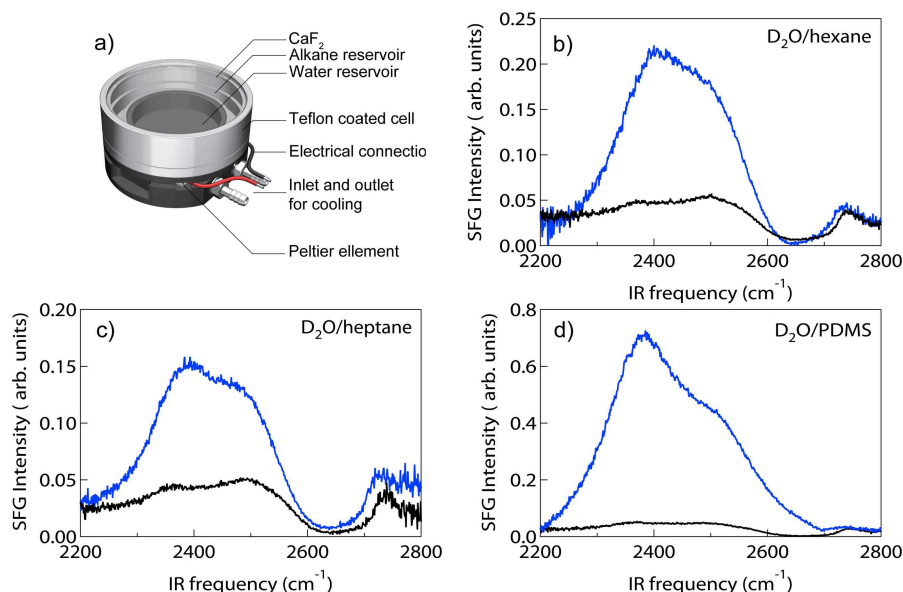 a)
CaF2
Alkane reservoir
Water reservoir
Teflon coated cell
Electrical connectio
Inlet and outlet
for cooling
Peltier ellement
b)
D2O/hexane
SFG Intensity ( arb. units)
0.25
0.20
0.15
0.10
0.05
0.00
2200 2400 2600 2800
IR frequency (cm-1)
c)
D2O/heptane
SFG Intensity ( arb. units)
0.20
0.15
0.10
0.05
0.00
2200 2400 2600 2800
IR frequency (cm-1)
d)
D2O/PDMS
SFG Intensity ( arb. units)
0.8
0.6
0.4
0.2
0.0
2200 2400 2600 2800
IR frequency (cm-1)